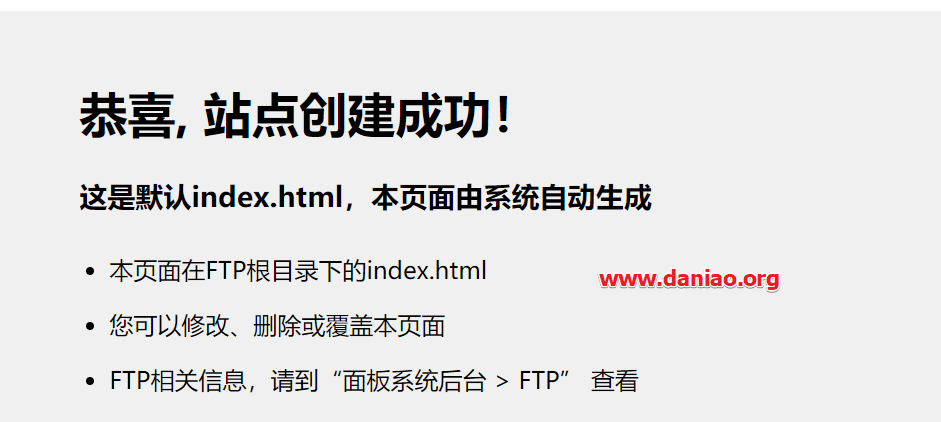 恭喜, 站点创建成功！
这是默认index.html，本页面由系统自动生成
本页面在FTP根目录下的index.html
www.daniao.org
您可以修改、删除或覆盖本页面
FTP相关信息，请到“面板系统后台 > FTP” 查看